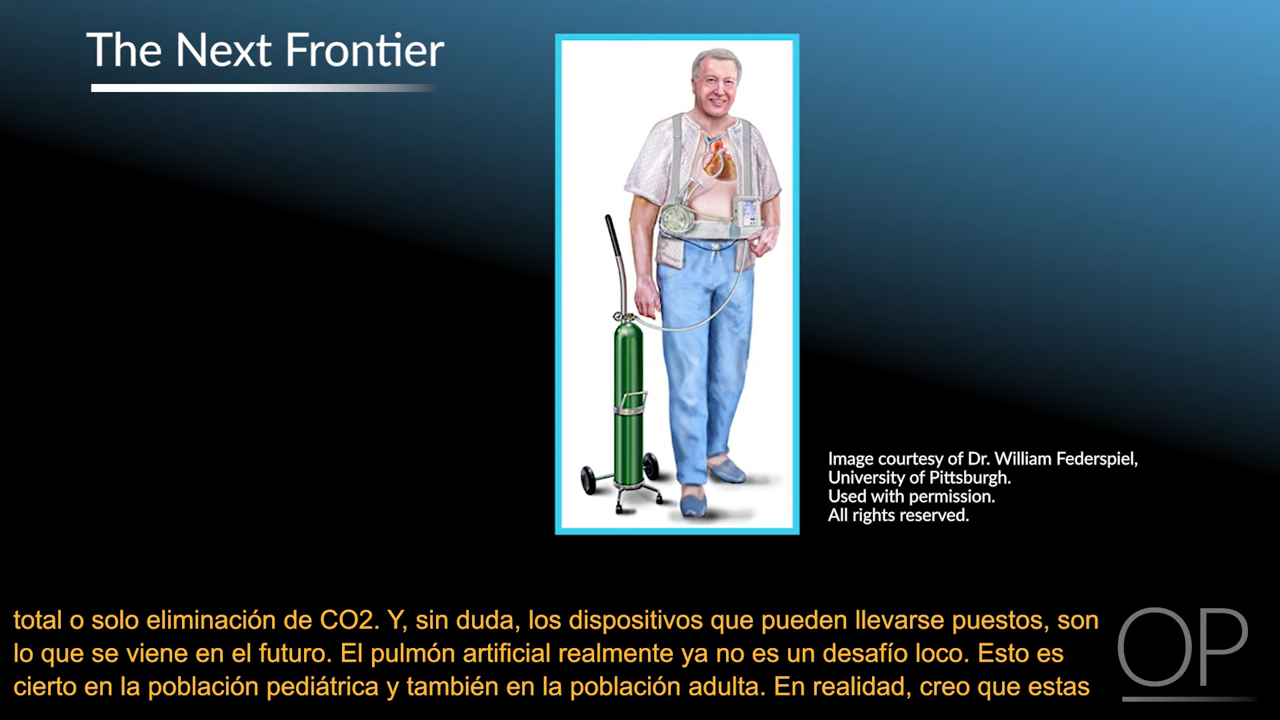 The Next Frontier
Image courtesy of Dr. William Federspiel,
University of Pittsburgh.
Used with permission.
All rights reserved.
total o solo eliminación de CO2. Y, sin duda, los dispositivos que pueden llevarse puestos, son
lo que se viene en el futuro. El pulmón artificial realmente ya no es un desafío loco. Esto es
cierto en la población pediátrica y también en la población adulta. En realidad, creo que estas
OP